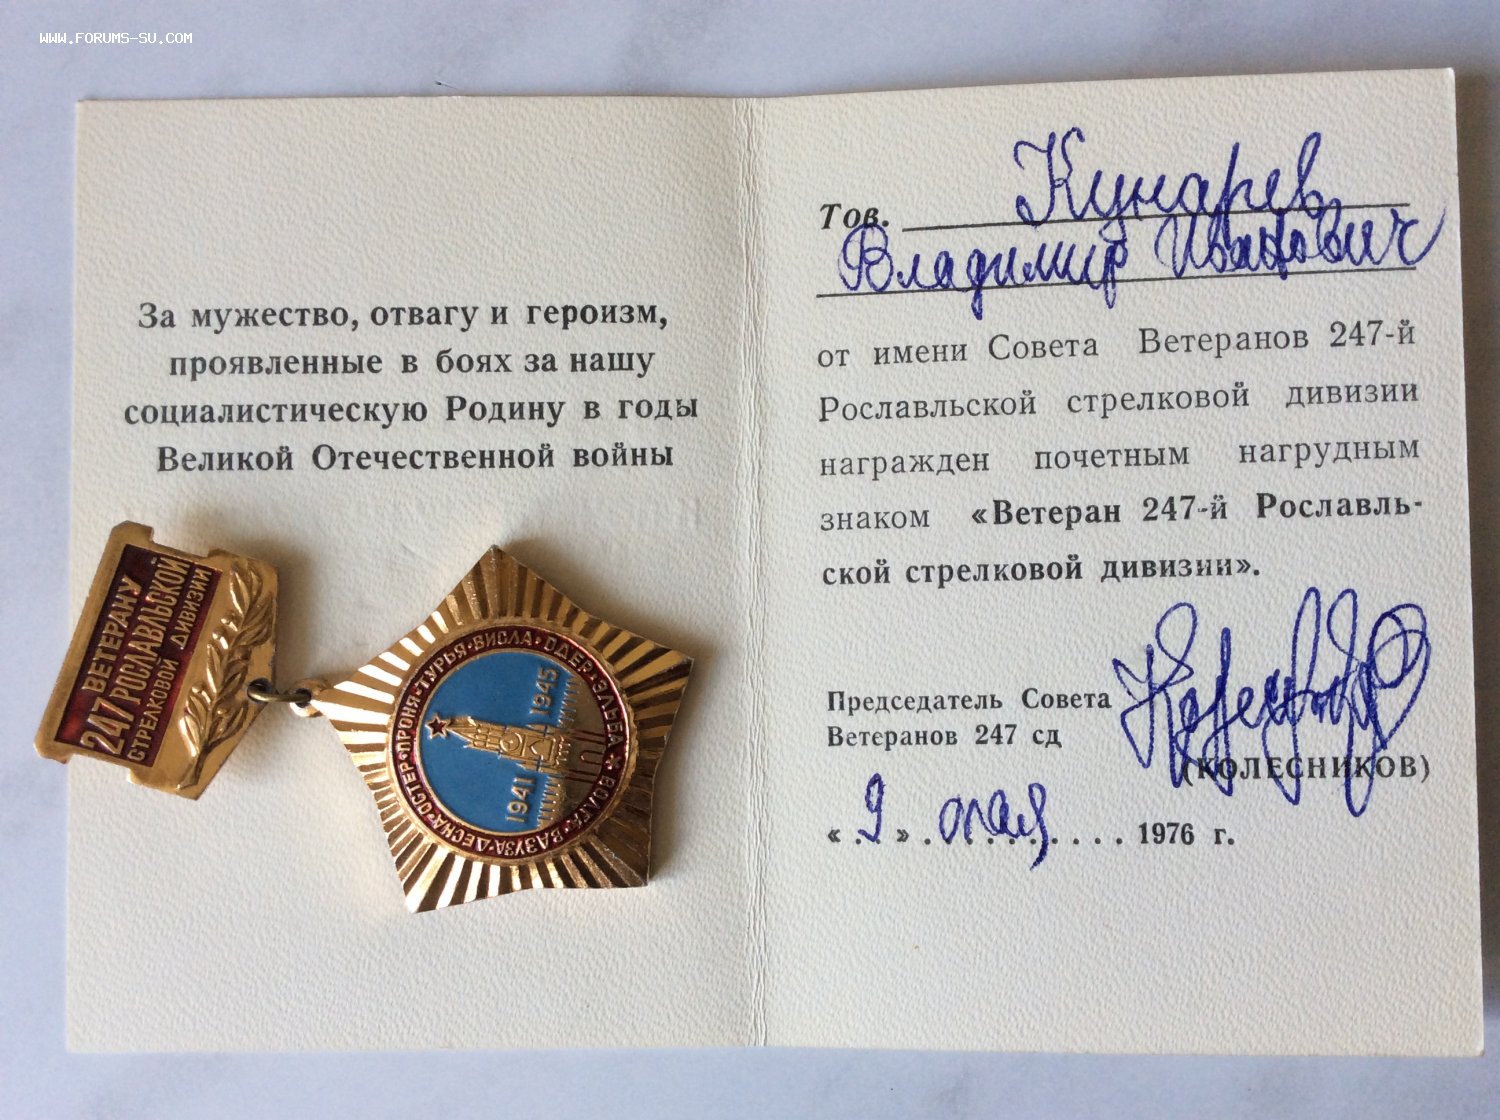 WWW.FORUMS-SU.COM
За мужество, отвагу и героизм,
проявленные в боях за нашу
социалистическую Родину в годы
Великой Отечественной войны
ВЕТЕРАНУ
247 РОСЛАВЛЬСКОЙ
СТРЕЛКОВОЙ ДИВИЗИИ
ВОЛГА·ВАЗУЗА·ДЕСНА·ОСТЕР·ПРОНЯ·ТУРЬЯ·ВИСЛА·ОДЕР·ЭЛЬБА
1941
1945
Тов. Кунарев
Владимир Иванович
от имени Совета Ветеранов 247-й
Рославльской стрелковой дивизии
награжден почетным нагрудным
знаком «Ветеран 247-й Рославль-
ской стрелковой дивизии».
Председатель Совета
Ветеранов 247 сд
(КОЛЕСНИКОВ)
«9» мая 1976 г.